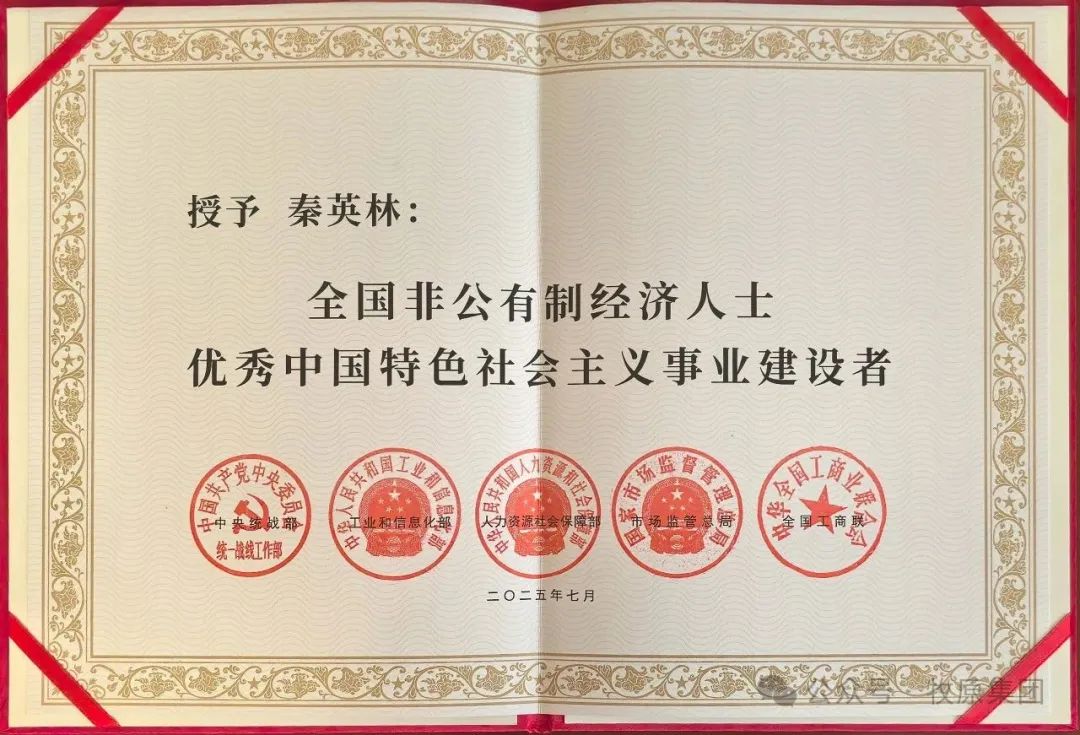 授予 秦英林：
全国非公有制经济人士
优秀中国特色社会主义事业建设者
中国共产党中央委员会
统一战线工作部
中央统战部
中华人民共和国工业和信息化部
工业和信息化部
中华人民共和国人力资源和社会保障部
人力资源社会保障部
国家市场监督管理总局
市场监管总局
中华全国工商业联合会
全国工商联
二〇二五年七月
公众号 牧原集团